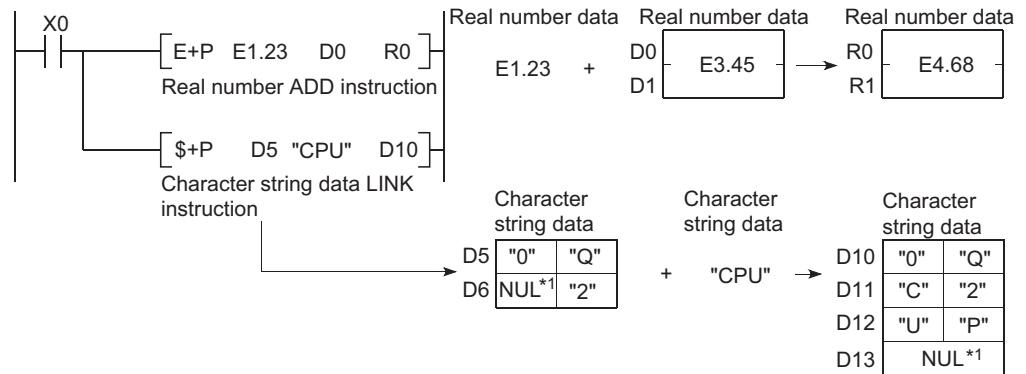 X0
E+P E1.23 D0 R0
Real number ADD instruction
$+P D5 "CPU" D10
Character string data LINK
instruction
Real number data Real number data Real number data
E1.23 + D0 E3.45 R0 E4.68
D1 R1
Character
string data
Character
string data
Character
string data
D5 "0" "Q" + "CPU" D10 "0" "Q"
D6 NUL*1 "2" D11 "C" "2"
D12 "U" "P"
D13 NUL*1